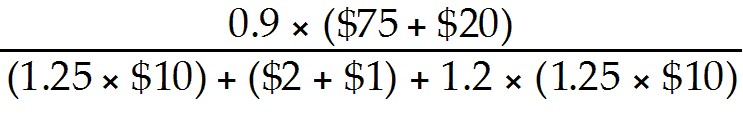 0.9 × ($75 + $20)
(1.25 × $10) + ($2 + $1) + 1.2 × (1.25 × $10)